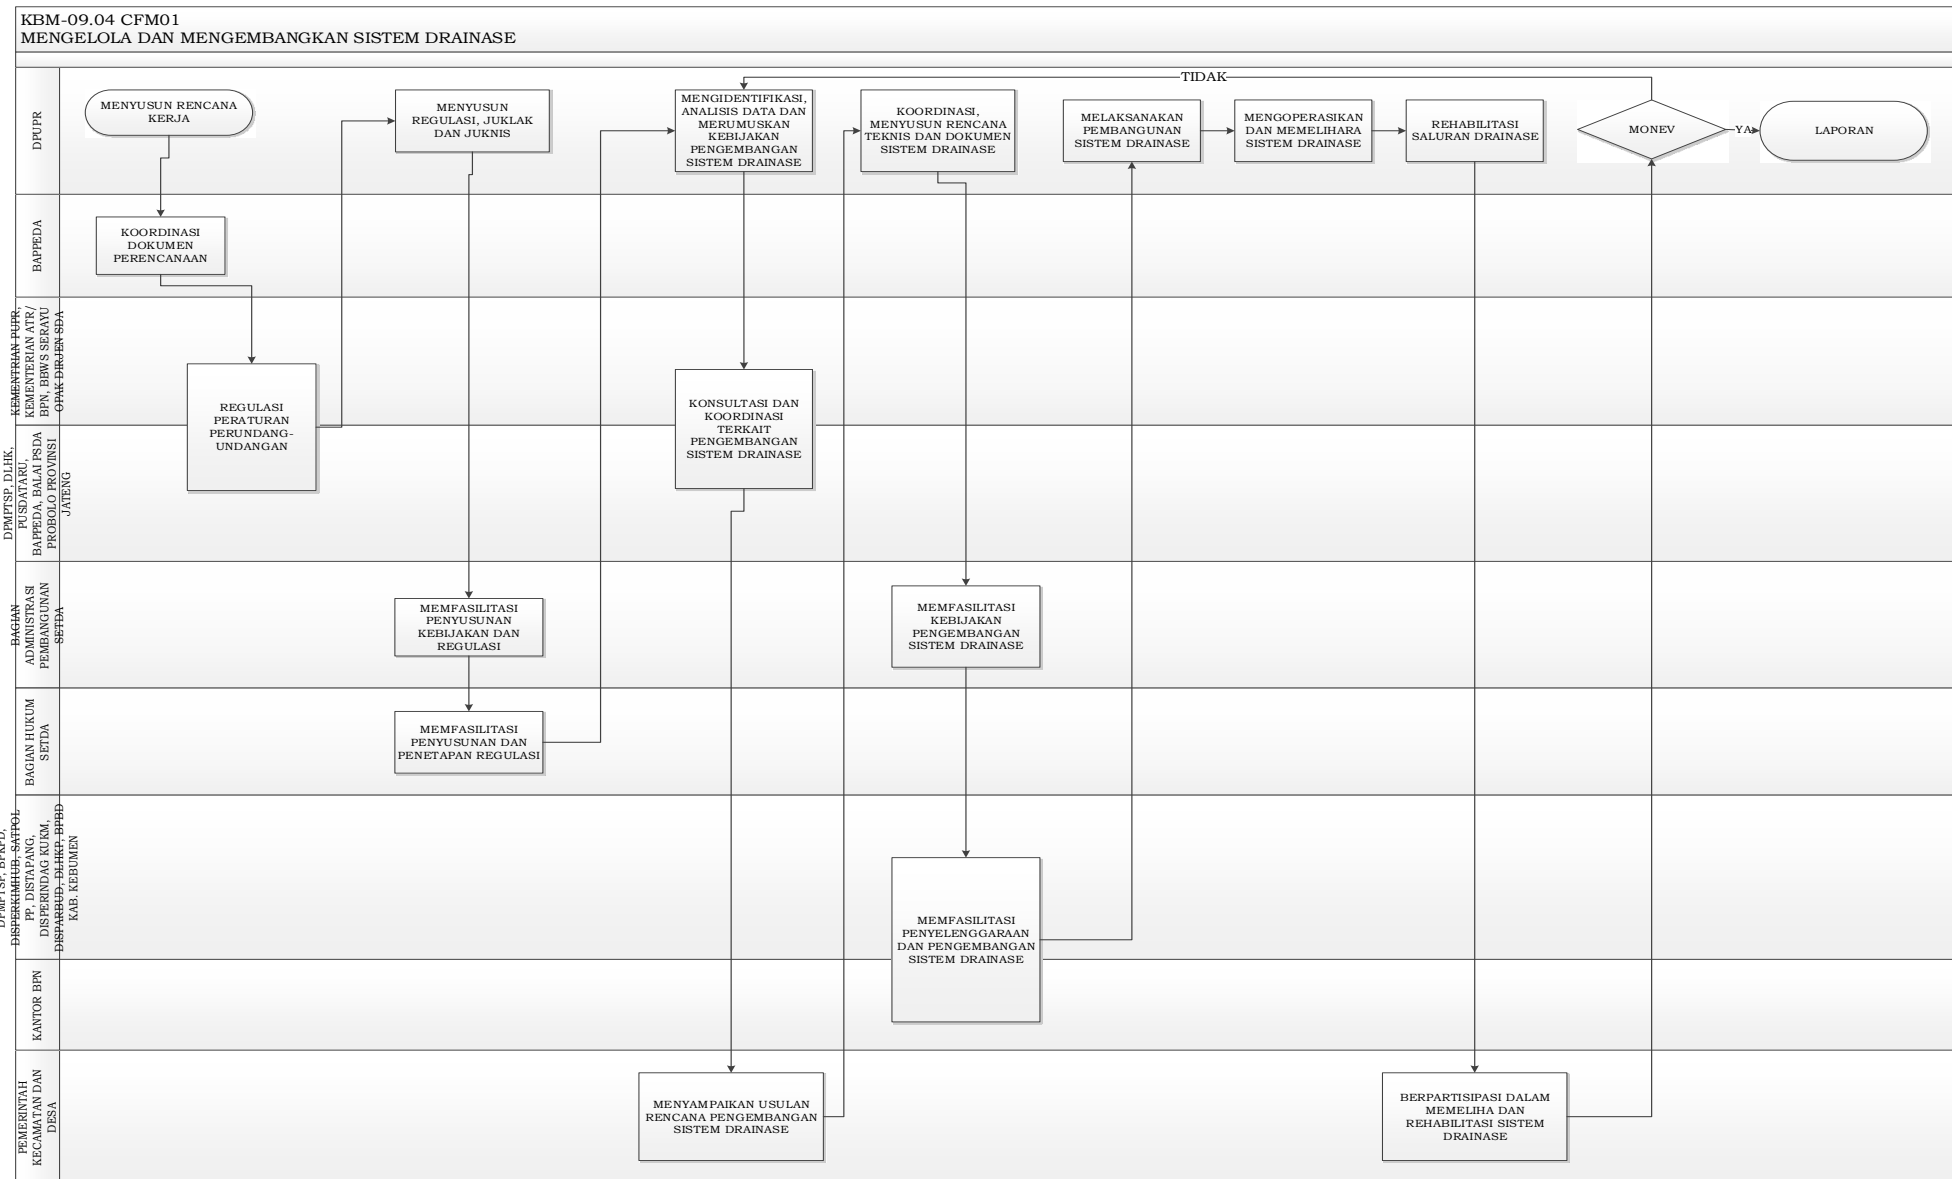 KBM-09.04 CFM01
MENGELOLA DAN MENGEMBANGKAN SISTEM DRAINASE
DPUPR
MENYUSUN RENCANA
KERJA
MENYUSUN
REGULASI, JUKLAK
DAN JUKNIS
MENGIDENTIFIKASI,
ANALISIS DATA DAN
MERUMUSKAN
KEBIJAKAN
PENGEMBANGAN
SISTEM DRAINASE
KOORDINASI,
MENYUSUN RENCANA
TEKNIS DAN DOKUMEN
SISTEM DRAINASE
MELAKSANAKAN
PEMBANGUNAN
SISTEM DRAINASE
MENGOPERASIKAN
DAN MEMELIHARA
SISTEM DRAINASE
REHABILITASI
SALURAN DRAINASE
TIDAK
MONEV
YA
LAPORAN
BAPPEDA
KOORDINASI
DOKUMEN
PERENCANAAN
KEMENTRIAN PUPR,
KEMENTERIAN ATR/
BPN, BBWS SERAYU
OPAK DIRJEN SDA
REGULASI
PERATURAN
PERUNDANG-
UNDANGAN
KONSULTASI DAN
KOORDINASI
TERKAIT
PENGEMBANGAN
SISTEM DRAINASE
DPMPTSP, DLHK,
PUSDATARU,
BAPPEDA, BALAI PSDA
PROBOLO PROVINSI
JATENG
BAGIAN
ADMINISTRASI
PEMBANGUNAN
SETDA
MEMFASILITASI
PENYUSUNAN
KEBIJAKAN DAN
REGULASI
MEMFASILITASI
KEBIJAKAN
PENGEMBANGAN
SISTEM DRAINASE
BAGIAN HUKUM
SETDA
MEMFASILITASI
PENYUSUNAN DAN
PENETAPAN REGULASI
DPMPTSP, BPKPD,
DISPERKIMHUB, SATPOL
PP, DISTAPANG,
DISPERINDAG KUKM,
DISPARBUD, DLHKP, BPBD
KAB. KEBUMEN
MEMFASILITASI
PENYELENGGARAAN
DAN PENGEMBANGAN
SISTEM DRAINASE
KANTOR BPN
PEMERINTAH
KECAMATAN DAN
DESA
MENYAMPAIKAN USULAN
RENCANA PENGEMBANGAN
SISTEM DRAINASE
BERPARTISIPASI DALAM
MEMELIHA DAN
REHABILITASI SISTEM
DRAINASE